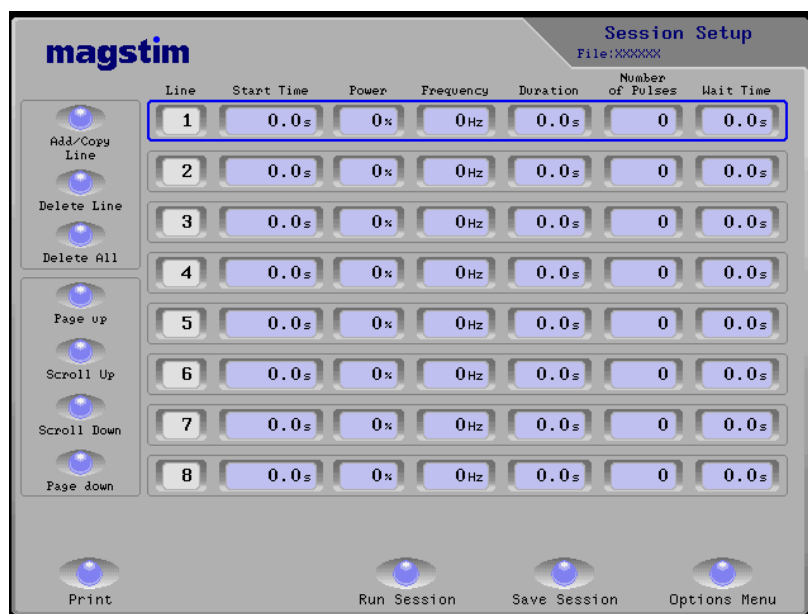 magstim
Session Setup
File:XXXXXX
Line Start Time Power Frequency Duration Number of Pulses Wait Time
1 0.0s 0% 0Hz 0.0s 0 0.0s
Add/Copy Line
2 0.0s 0% 0Hz 0.0s 0 0.0s
Delete Line
3 0.0s 0% 0Hz 0.0s 0 0.0s
Delete All
4 0.0s 0% 0Hz 0.0s 0 0.0s
Page up
5 0.0s 0% 0Hz 0.0s 0 0.0s
Scroll Up
6 0.0s 0% 0Hz 0.0s 0 0.0s
Scroll Down
7 0.0s 0% 0Hz 0.0s 0 0.0s
Page down
8 0.0s 0% 0Hz 0.0s 0 0.0s
Print Run Session Save Session Options Menu